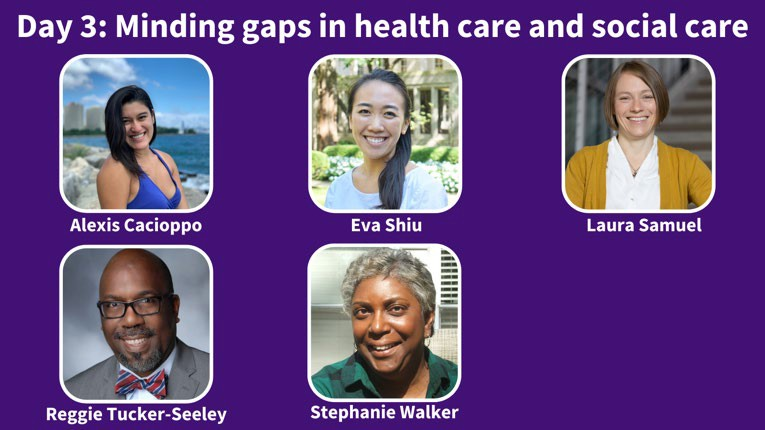 Day 3: Minding gaps in health care and social care
Alexis Cacioppo
Eva Shiu
Laura Samuel
Reggie Tucker-Seeley
Stephanie Walker